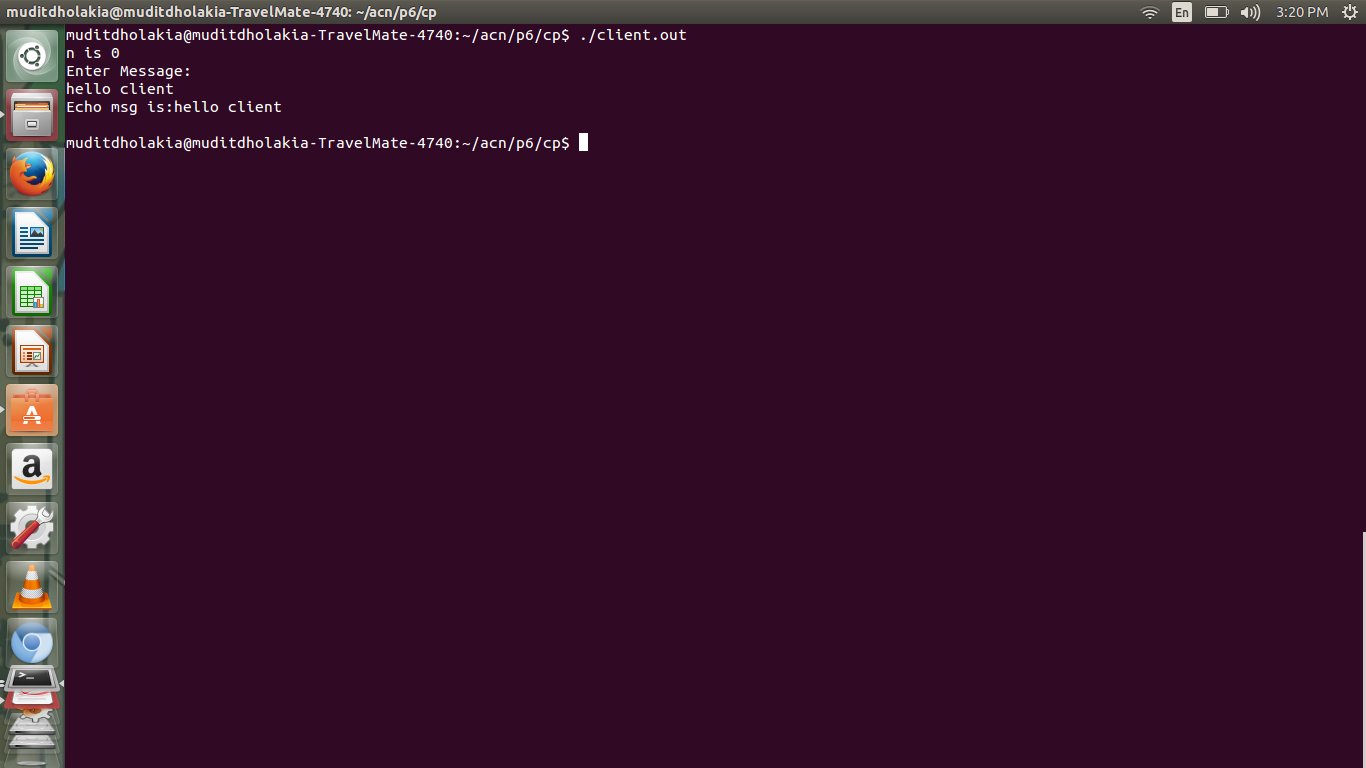 muditdholakia@muditdholakia-TravelMate-4740: ~/acn/p6/cp
En
3:20 PM
muditdholakia@muditdholakia-TravelMate-4740:~/acn/p6/cp$ ./client.out
n is 0
Enter Message:
hello client
Echo msg is:hello client
muditdholakia@muditdholakia-TravelMate-4740:~/acn/p6/cp$
A
a
>_